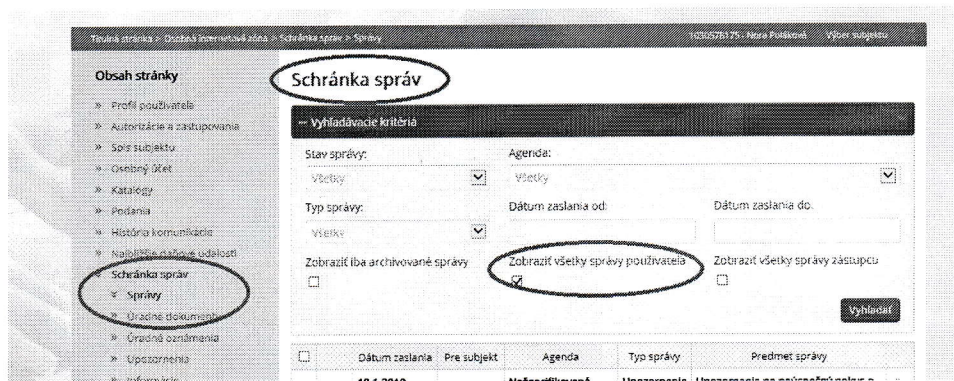 Titulná stránka > Osobná internetová zóna > Schránka správ > Správy
1030578175 - Nora Poláková Výber subjektu
Obsah stránky
» Profil používateľa
» Autorizácie a zastupovania
» Spis subjektu
» Osobný účet
» Katalógy
» Podania
» História komunikácie
» Najbližšie daňové udalosti
Schránka správ
Správy
» Úradné dokumenty
» Úradné oznámenia
» Upozornenia
» Informácie
Schránka správ
– Vyhľadávacie kritériá
Stav správy: Agenda:
Všetky Všetky
Typ správy: Dátum zaslania od: Dátum zaslania do:
Všetky
Zobraziť iba archivované správy Zobraziť všetky správy používateľa Zobraziť všetky správy zástupcu
Vyhľadať
Dátum zaslania Pre subjekt Agenda Typ správy Predmet správy
Nešpecifikovaná Upozornenie